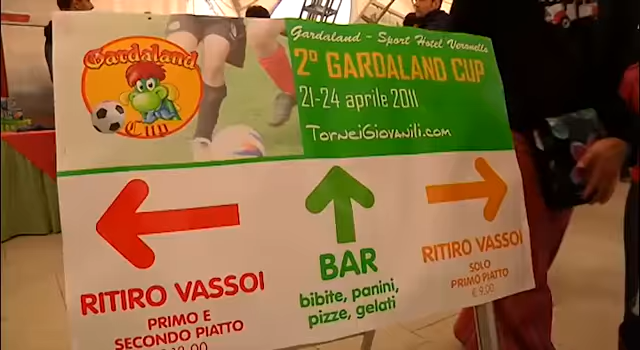 Gardaland
Cup
Gardaland - Sport Hotel Veronello
2° GARDALAND CUP
21-24 aprile 2011
TorneiGiovanili.com
RITIRO VASSOI
PRIMO E
SECONDO PIATTO
BAR
bibite, panini,
pizze, gelati
RITIRO VASSOI
SOLO
PRIMO PIATTO
€ 9,00